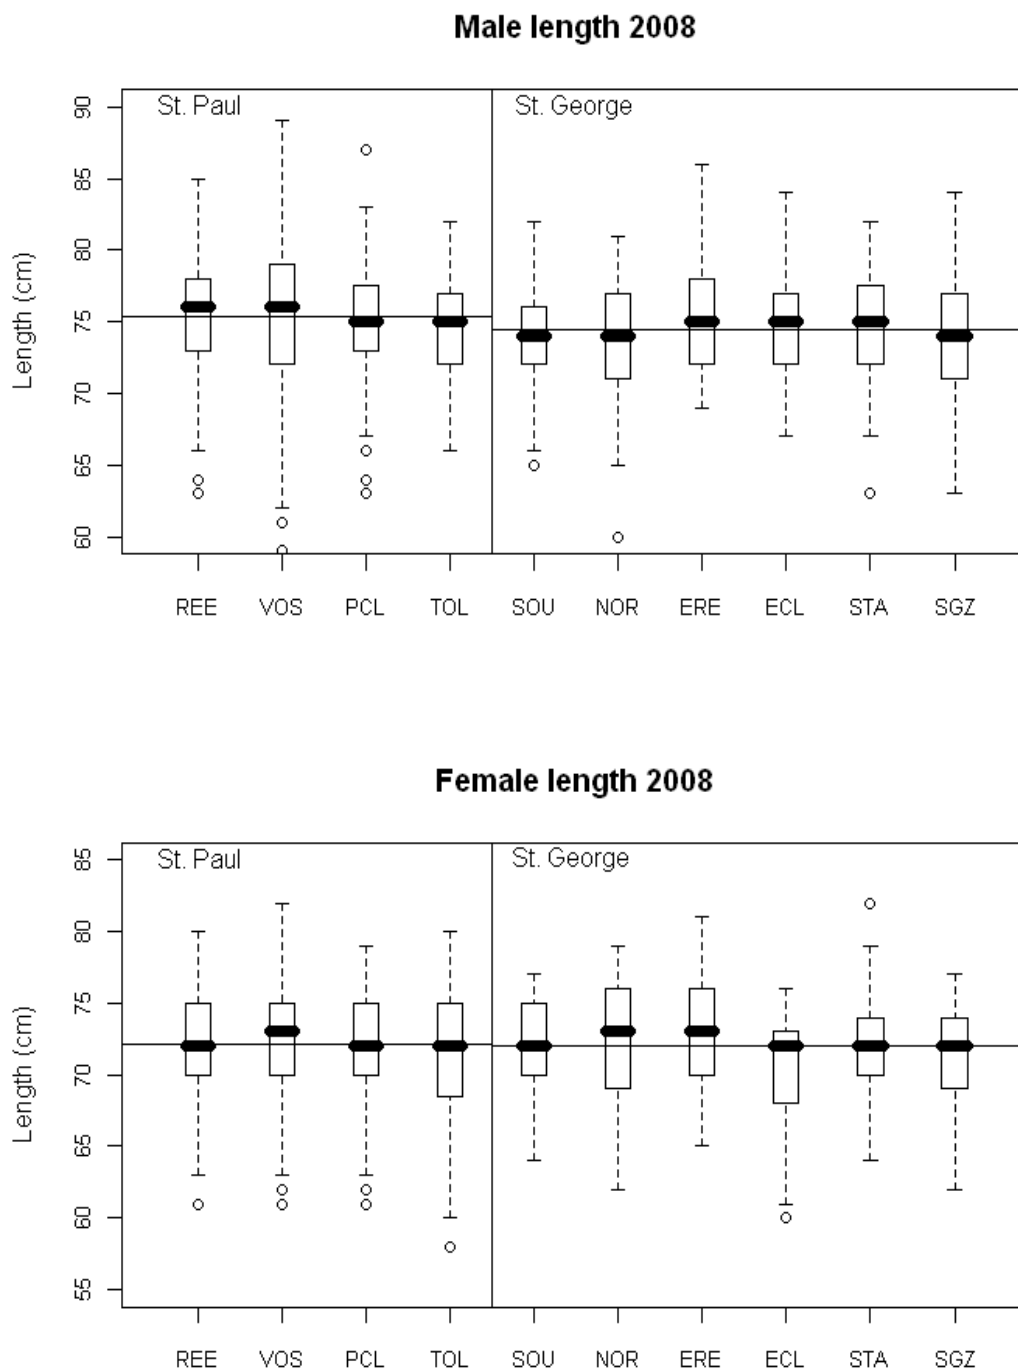 Male length 2008
St. Paul
St. George
90
85
80
75
70
65
60
Length (cm)
REE VOS PCL TOL SOU NOR ERE ECL STA SGZ
Female length 2008
St. Paul
St. George
85
80
75
70
65
60
55
Length (cm)
REE VOS PCL TOL SOU NOR ERE ECL STA SGZ